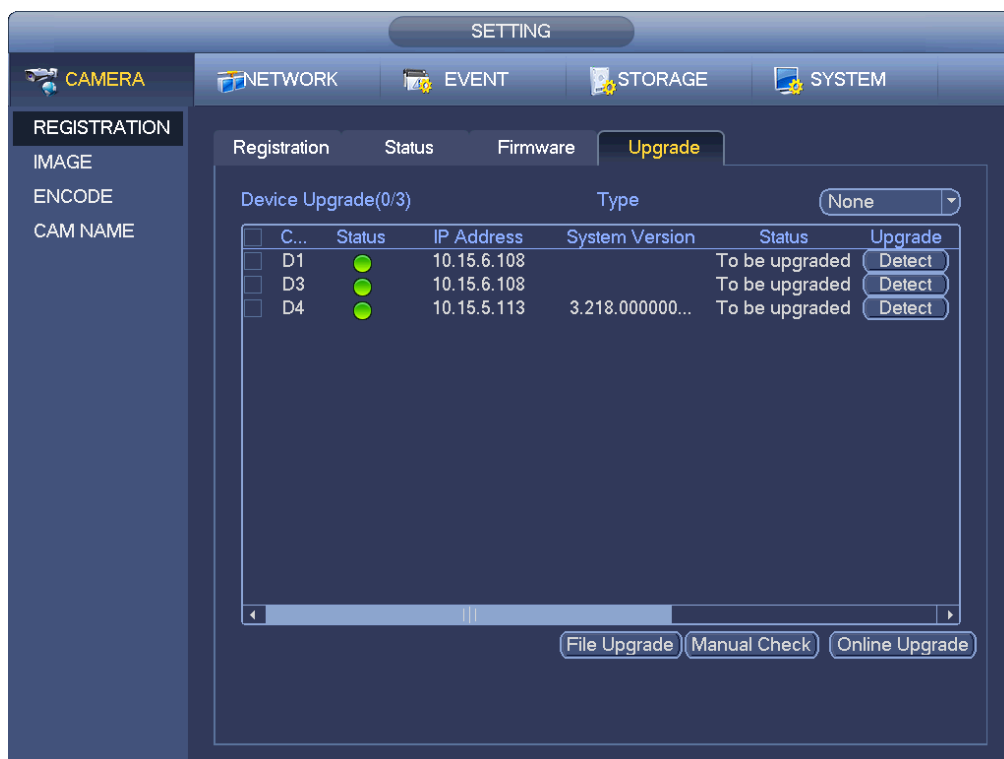 SETTING
CAMERA NETWORK EVENT STORAGE SYSTEM
REGISTRATION
IMAGE
ENCODE
CAM NAME
Registration Status Firmware Upgrade
Device Upgrade(0/3) Type None
C... Status IP Address System Version Status Upgrade
D1 10.15.6.108 To be upgraded Detect
D3 10.15.6.108 To be upgraded Detect
D4 10.15.5.113 3.218.000000... To be upgraded Detect
File Upgrade Manual Check Online Upgrade